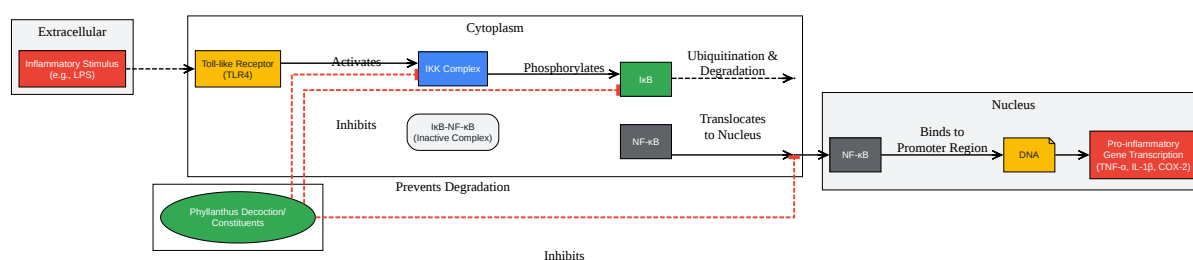 Extracellular
Inflammatory Stimulus
(e.g., LPS)
Cytoplasm
Toll-like Receptor
(TLR4)
Activates
IKK Complex
Phosphorylates
IκB
Ubiquitination &
Degradation
Inhibits
IκB-NF-κB
(Inactive Complex)
NF-κB
Translocates
to Nucleus
Nucleus
NF-κB
Binds to
Promoter Region
DNA
Pro-inflammatory
Gene Transcription
(TNF-α, IL-1β, COX-2)
Prevents Degradation
Phyllanthus Decoction/
Constituents
Inhibits